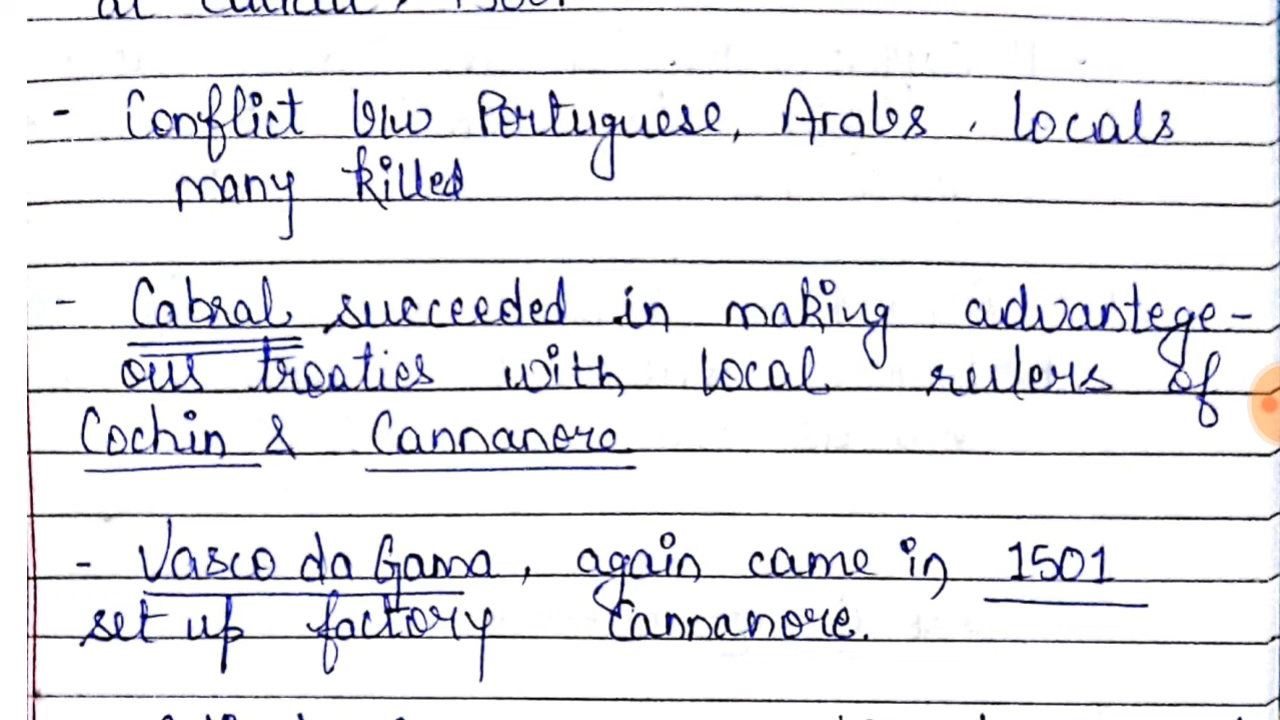 - Conflict b/w Portuguese, Arabs, locals
many killed
- Cabral succeeded in making advantege-
ous treaties with local rulers of
Cochin & Cannanore
- Vasco da Gama, again came in 1501
set up factory Cannanore.